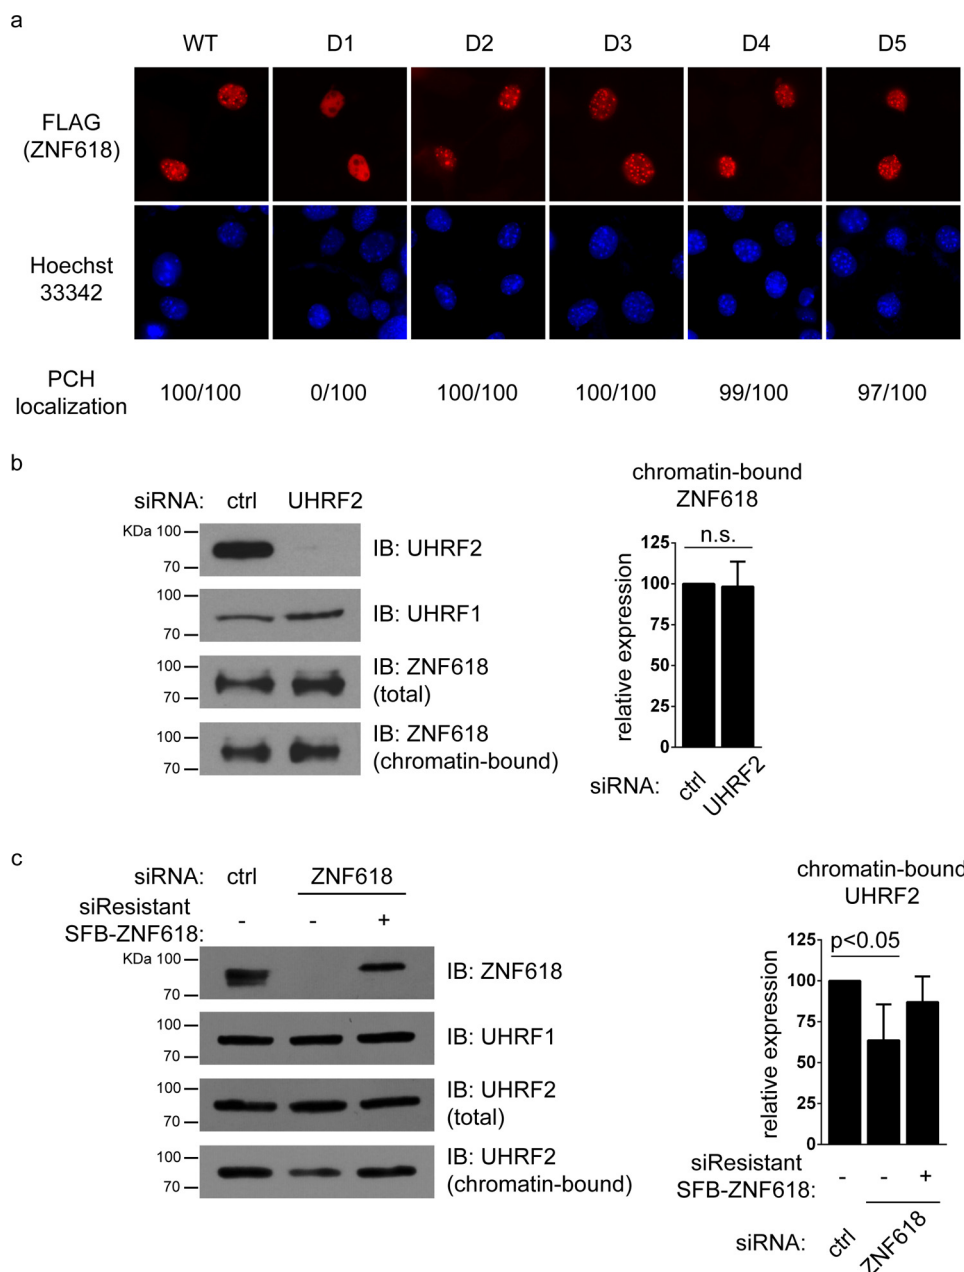 a
WT D1 D2 D3 D4 D5
FLAG
(ZNF618)
Hoechst
33342
PCH
localization
100/100 0/100 100/100 100/100 99/100 97/100
b
siRNA: ctrl UHRF2
KDa 100
70
IB: UHRF2
100
70
IB: UHRF1
100
70
IB: ZNF618
(total)
100
70
IB: ZNF618
(chromatin-bound)
chromatin-bound
ZNF618
n.s.
relative expression
125
100
75
50
25
0
siRNA: ctrl UHRF2
c
siRNA: ctrl ZNF618
siResistant
SFB-ZNF618: - - +
KDa 100
70
IB: ZNF618
100
70
IB: UHRF1
100
70
IB: UHRF2
(total)
100
70
IB: UHRF2
(chromatin-bound)
chromatin-bound
UHRF2
p<0.05
relative expression
125
100
75
50
25
0
siResistant
SFB-ZNF618: - - +
siRNA: ctrl ZNF618